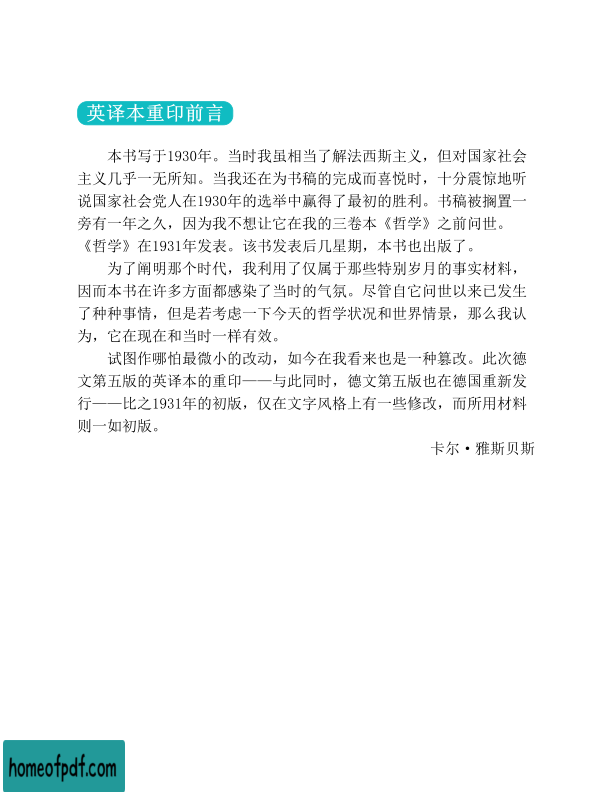 英译本重印前言
本书写于1930年。当时我虽相当了解法西斯主义，但对国家社会
主义几乎一无所知。当我还在为书稿的完成而喜悦时，十分震惊地听
说国家社会党人在1930年的选举中赢得了最初的胜利。书稿被搁置一
旁有一年之久，因为我不想让它在我的三卷本《哲学》之前问世。
《哲学》在1931年发表。该书发表后几星期，本书也出版了。
为了阐明那个时代，我利用了仅属于那些特别岁月的事实材料，
因而本书在许多方面都感染了当时的气氛。尽管自它问世以来已发生
了种种事情，但是若考虑一下今天的哲学状况和世界情景，那么我认
为，它在现在和当时一样有效。
试图作哪怕最微小的改动，如今在我看来也是一种篡改。此次德
文第五版的英译本的重印——与此同时，德文第五版也在德国重新发
行——比之1931年的初版，仅在文字风格上有一些修改，而所用材料
则一如初版。
卡尔·雅斯贝斯
homeofpdf.com